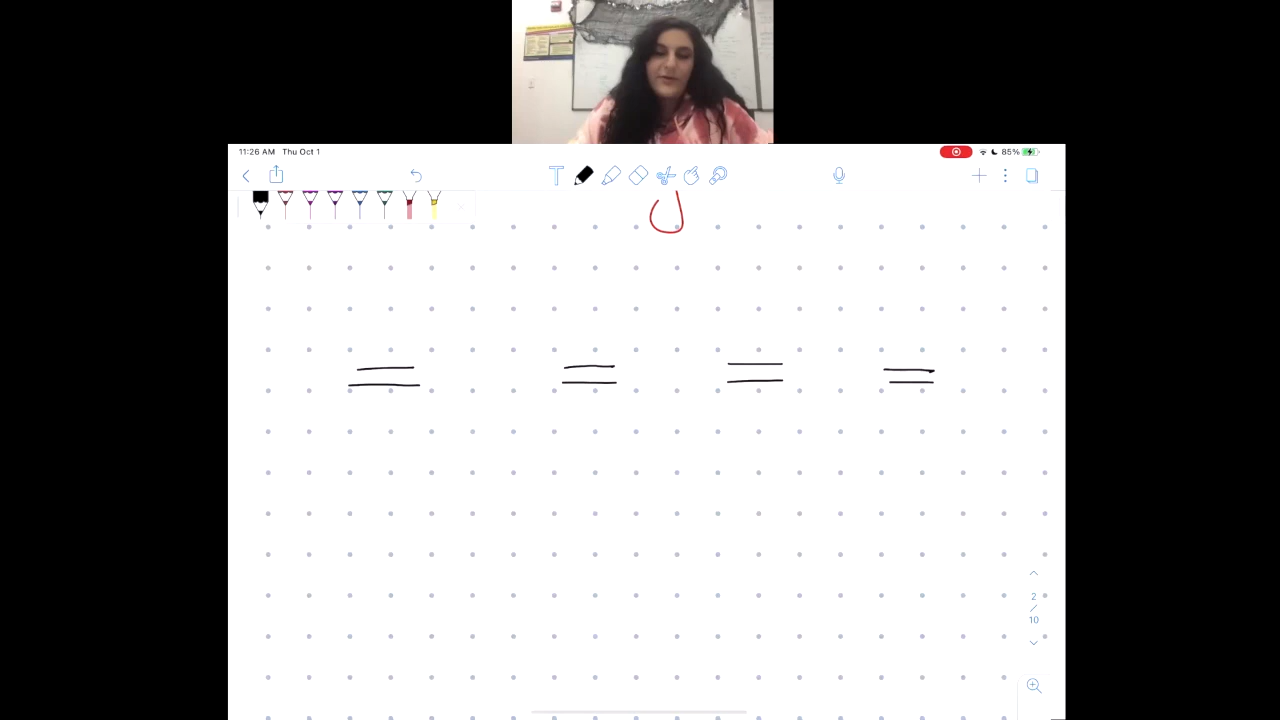 11:26 AM Thu Oct 1
85%
T
= = = =
2
/
10